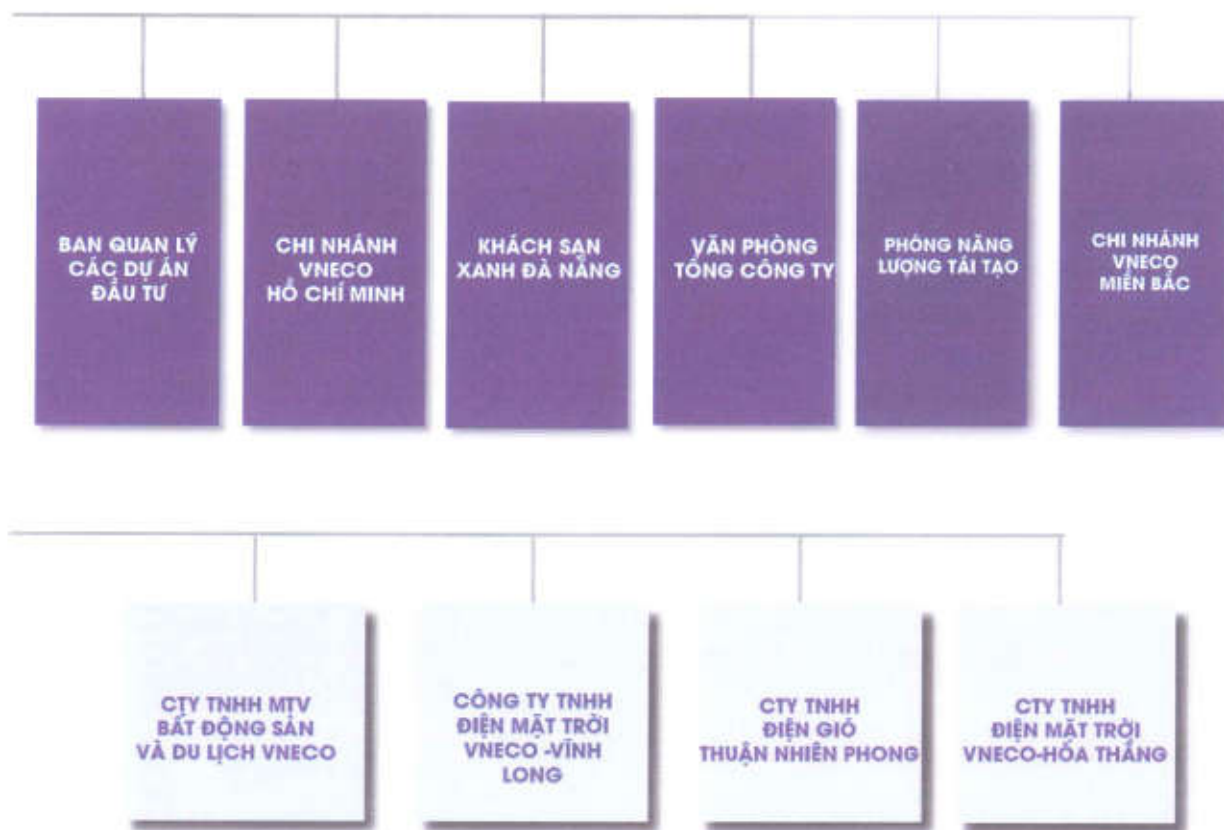 BAN QUẢN LÝ
CÁC DỰ ÁN
ĐẦU TƯ
CHI NHÁNH
VNECO
HỒ CHÍ MINH
KHÁCH SẠN
XANH ĐÀ NẴNG
VĂN PHÒNG
TỔNG CÔNG TY
PHÒNG NĂNG
LƯỢNG TÁI TẠO
CHI NHÁNH
VNECO
MIỀN BẮC
CTY TNHH MTV
BẤT ĐỘNG SẢN
VÀ DU LỊCH VNECO
CÔNG TY TNHH
ĐIỆN MẶT TRỜI
VNECO -VĨNH
LONG
CTY TNHH
ĐIỆN GIÓ
THUẬN NHIÊN PHONG
CTY TNHH
ĐIỆN MẶT TRỜI
VNECO-HÒA THẮNG